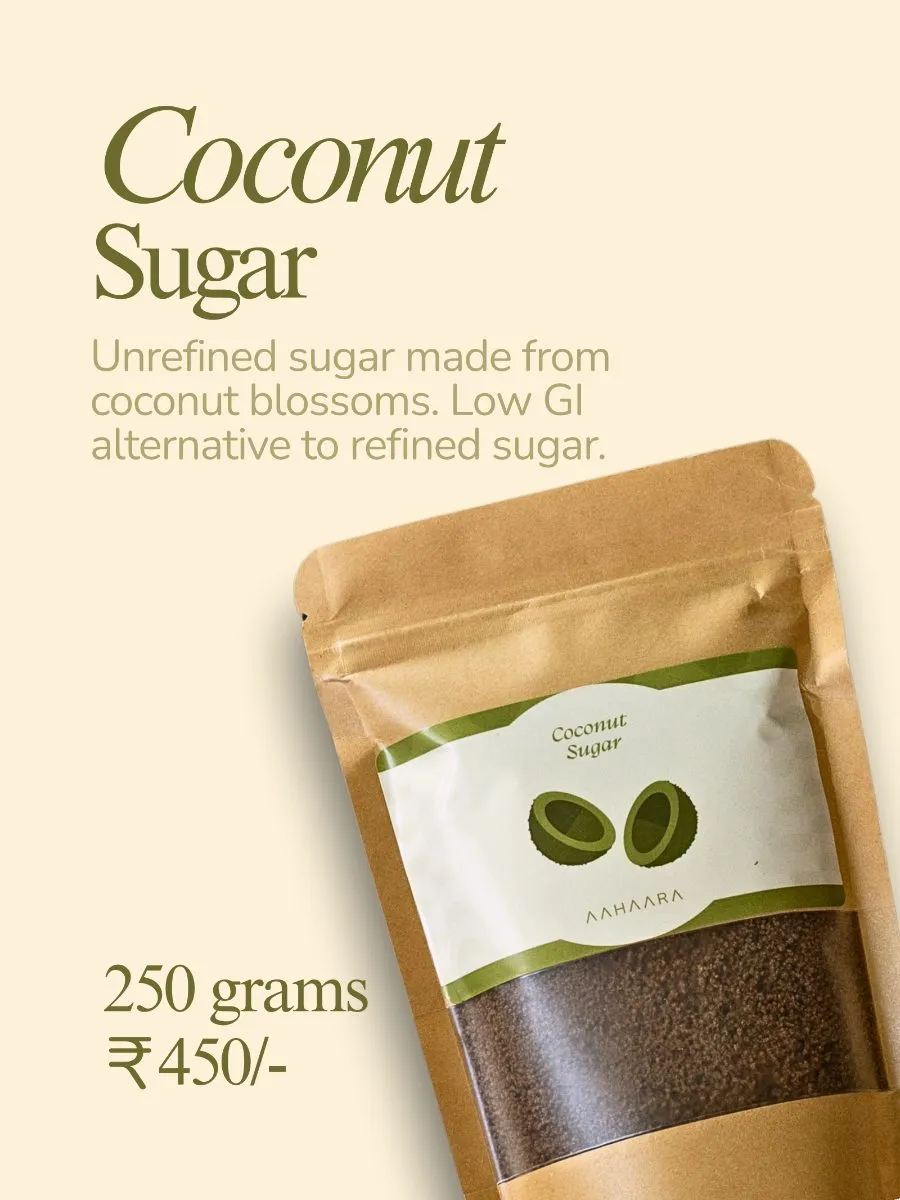 Coconut
Sugar
Unrefined sugar made from
coconut blossoms. Low GI
alternative to refined sugar.
Coconut
Sugar
AAHAARA
250 grams
₹450/-